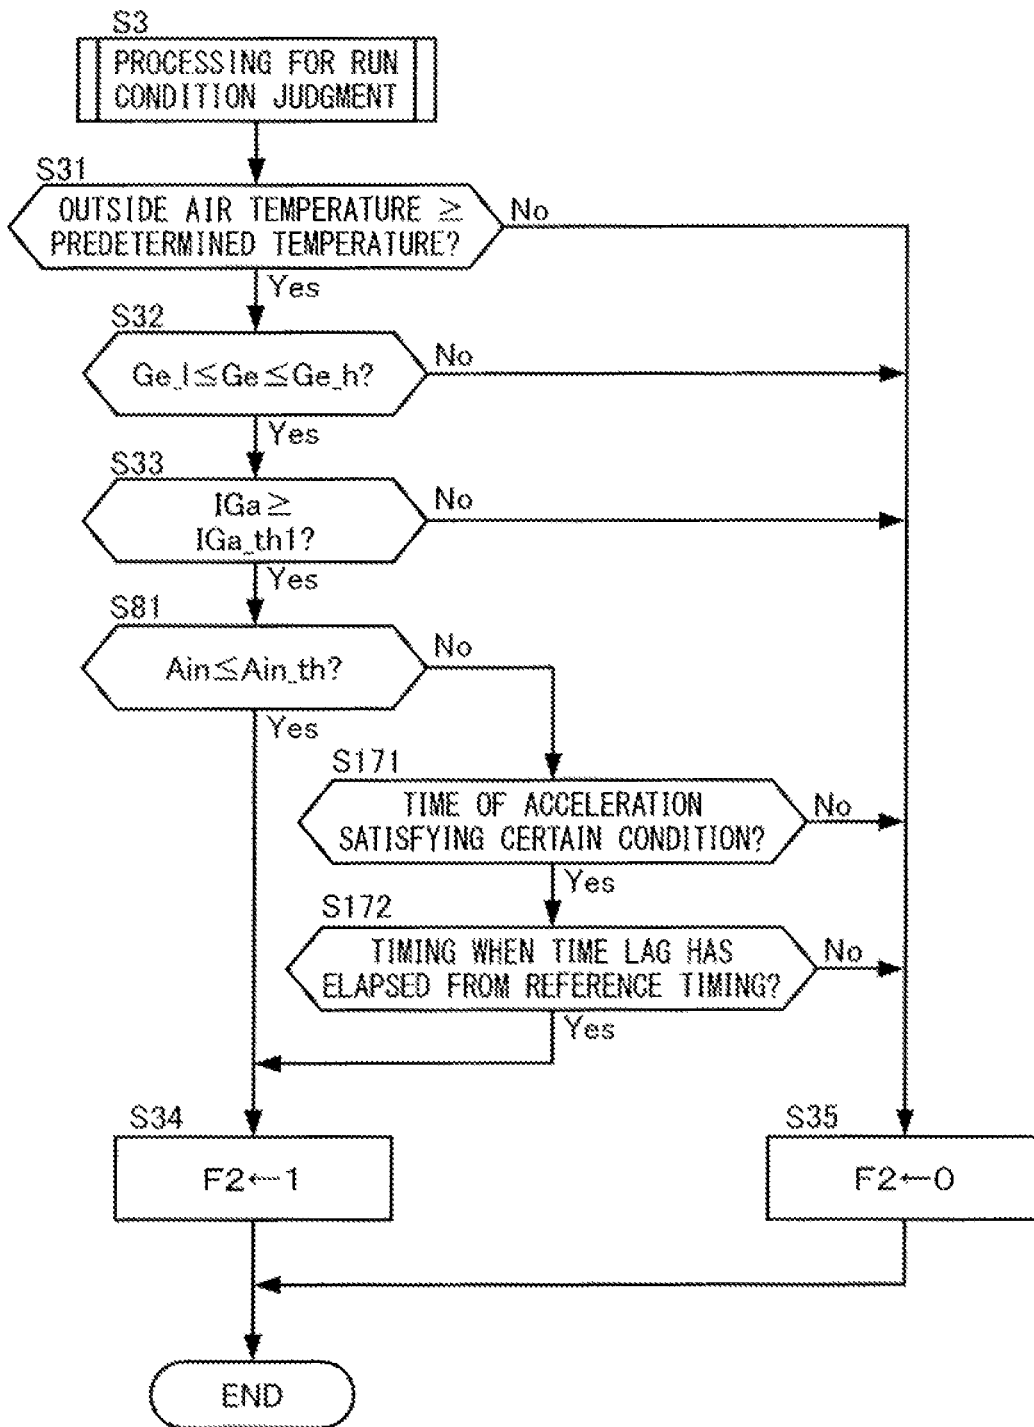 S3
PROCESSING FOR RUN
CONDITION JUDGMENT
S31
OUTSIDE AIR TEMPERATURE ≧
PREDETERMINED TEMPERATURE?
No
Yes
S32
Ge_l≦Ge≦Ge_h?
No
Yes
S33
IGa≧
IGa_th1?
No
Yes
S81
Ain≦Ain_th?
No
Yes
S171
TIME OF ACCELERATION
SATISFYING CERTAIN CONDITION?
No
Yes
S172
TIMING WHEN TIME LAG HAS
ELAPSED FROM REFERENCE TIMING?
No
Yes
S34
F2←1
S35
F2←0
END